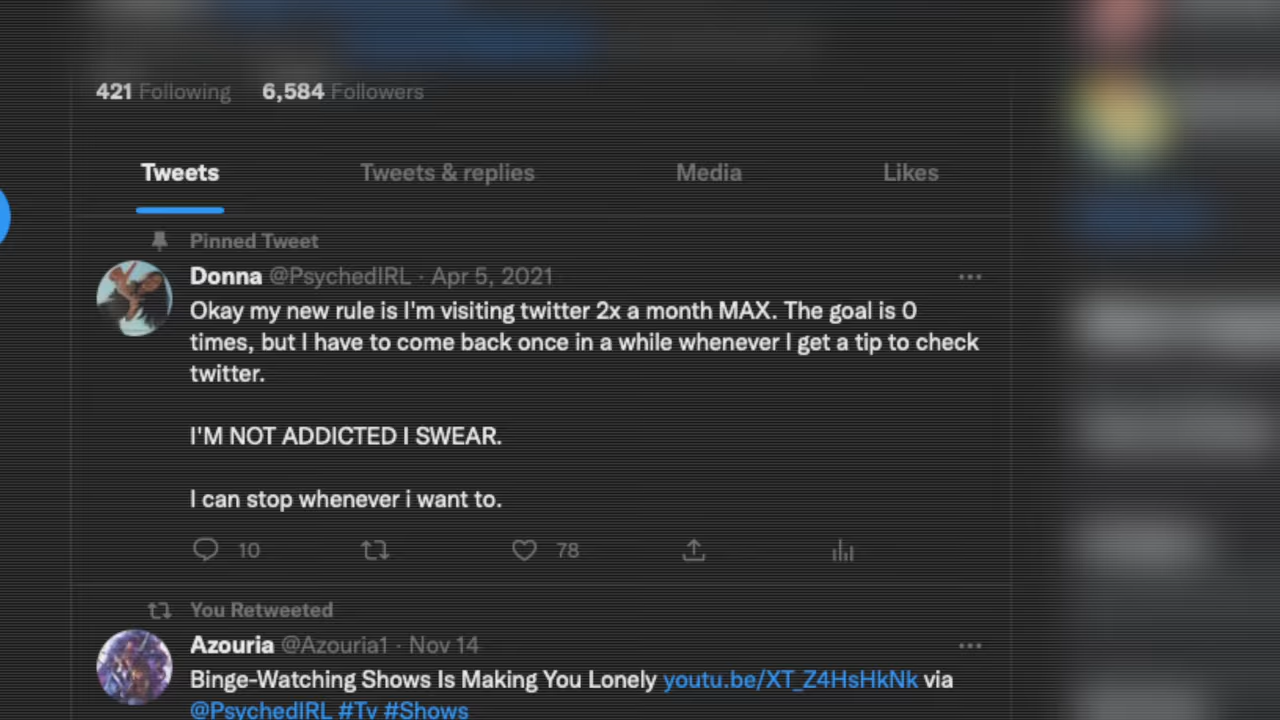 421 Following 6,584 Followers
Tweets Tweets & replies Media Likes
Pinned Tweet
Donna @PsychedIRL · Apr 5, 2021
Okay my new rule is I'm visiting twitter 2x a month MAX. The goal is 0
times, but I have to come back once in a while whenever I get a tip to check
twitter.
I'M NOT ADDICTED I SWEAR.
I can stop whenever i want to.
10 78
You Retweeted
Azouria @Azouria1 · Nov 14
Binge-Watching Shows Is Making You Lonely youtu.be/XT_Z4HsHkNk via
@PsychedIRL #Tv #Shows